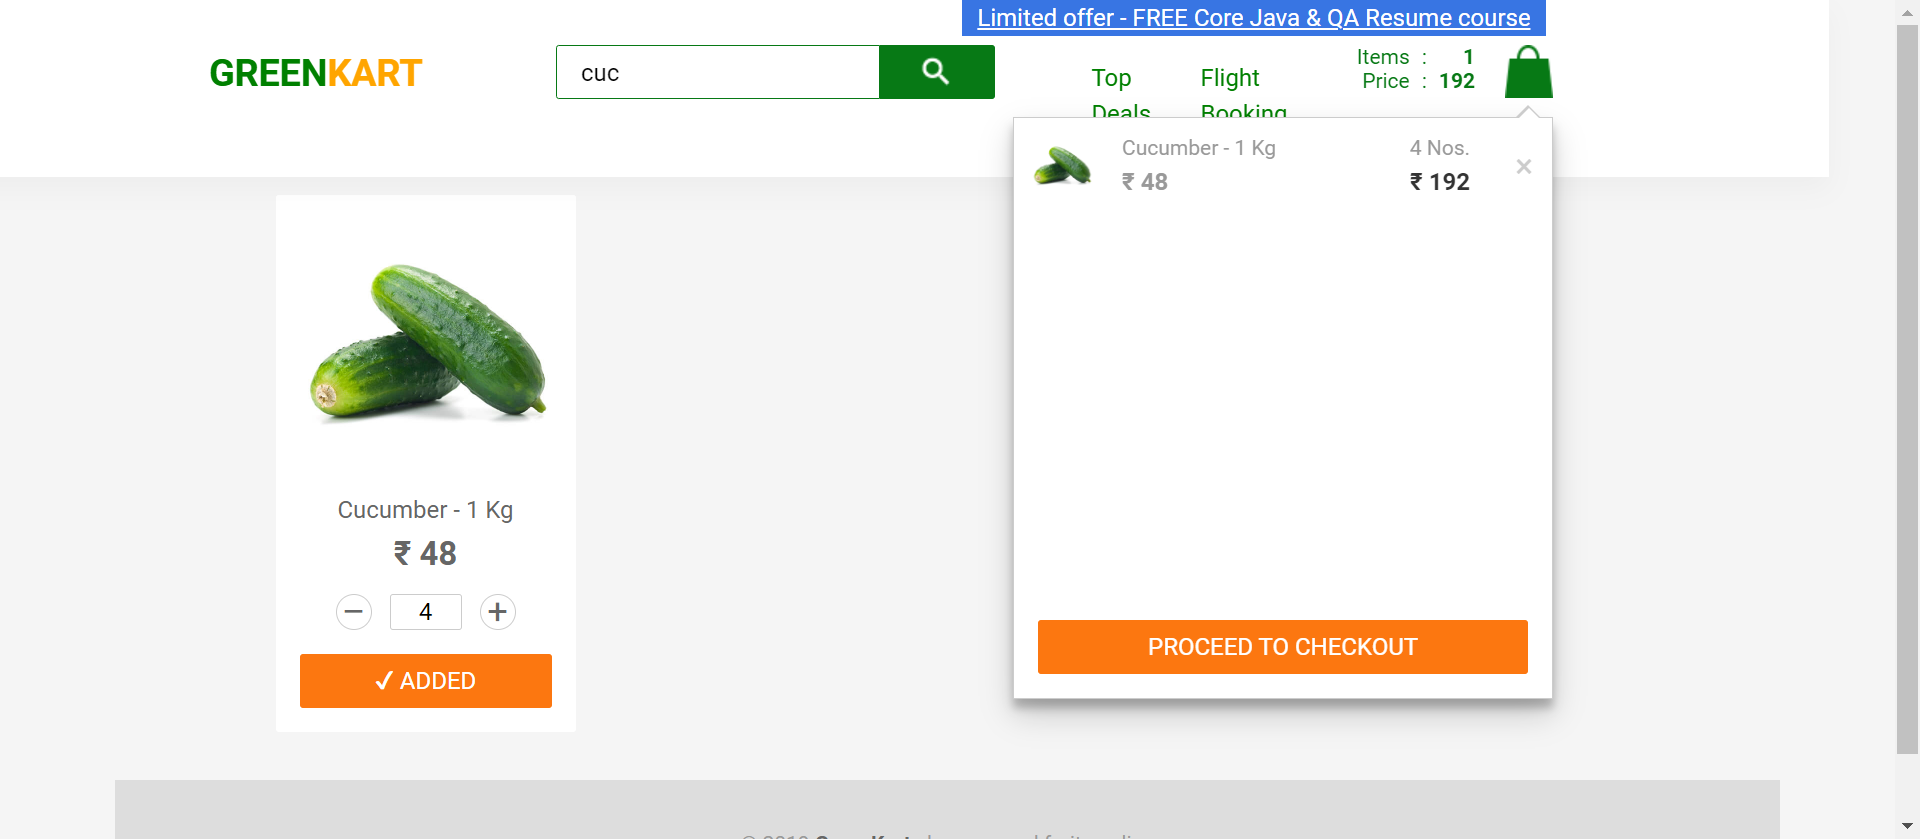 Limited offer - FREE Core Java & QA Resume course
GREENKART
cuc
Top Deals
Flight Booking
Items : 1
Price : 192
Cucumber - 1 Kg
₹ 48
4 Nos.
₹ 192
×
PROCEED TO CHECKOUT
Cucumber - 1 Kg
₹ 48
− 4 +
✓ ADDED